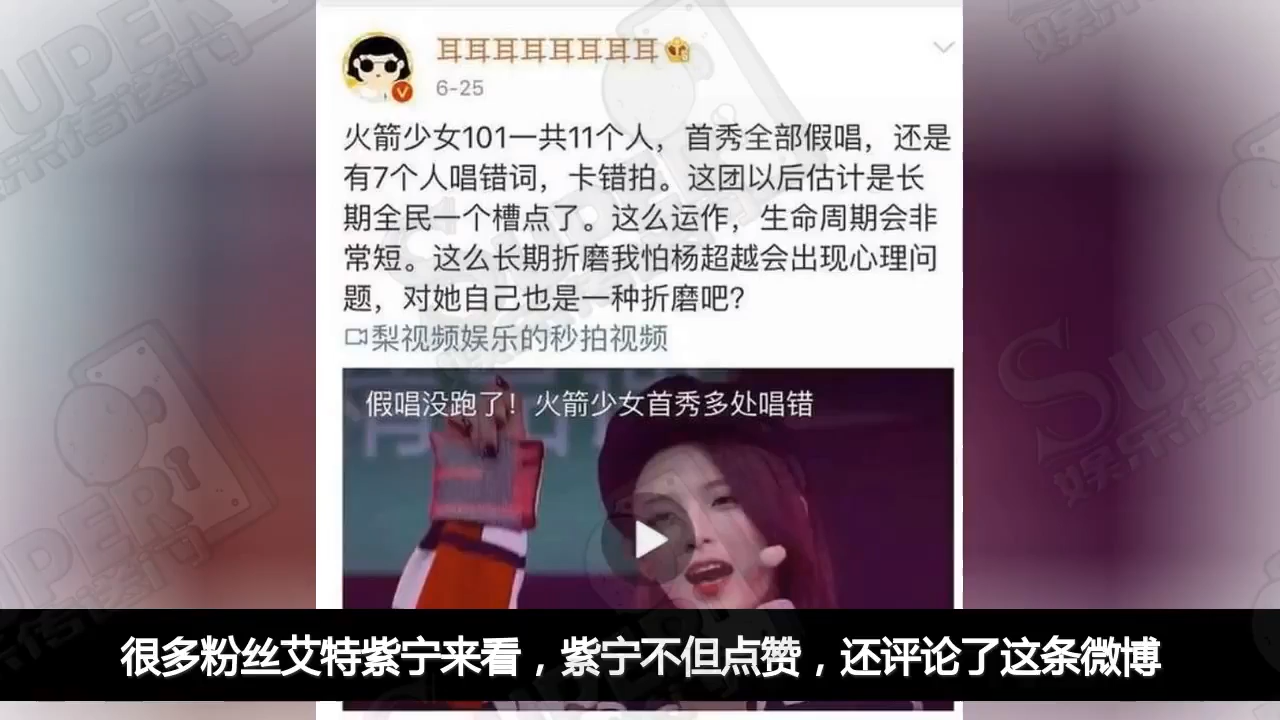 耳耳耳耳耳耳耳耳
6-25
火箭少女101一共11个人，首秀全部假唱，还是
有7个人唱错词，卡错拍。这团以后估计是长
期全民一个槽点了。这么运作，生命周期会非
常短。这么长期折磨我怕杨超越会出现心理问
题，对她自己也是一种折磨吧？
梨视频娱乐的秒拍视频
假唱没跑了！火箭少女首秀多处唱错
很多粉丝艾特紫宁来看，紫宁不但点赞，还评论了这条微博
SUPER
娱乐传送门